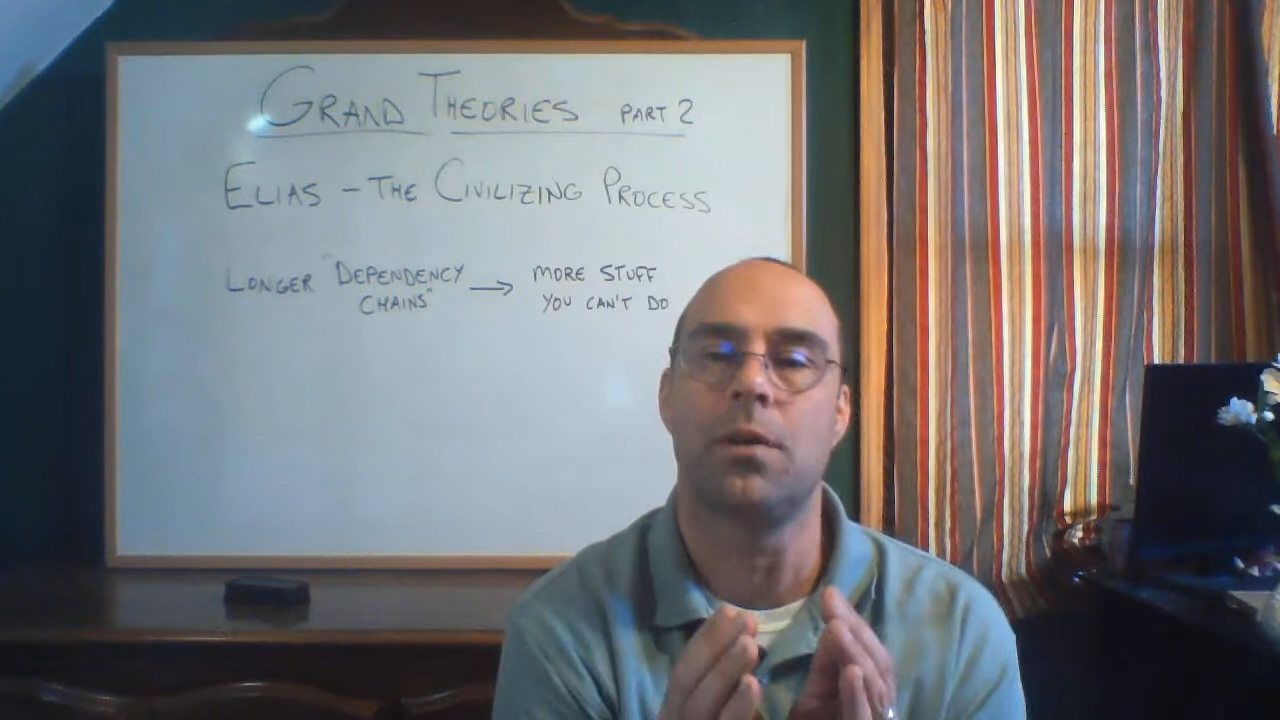 GRAND THEORIES PART 2
ELIAS – THE CIVILIZING PROCESS
LONGER "DEPENDENCY CHAINS" → MORE STUFF YOU CAN'T DO